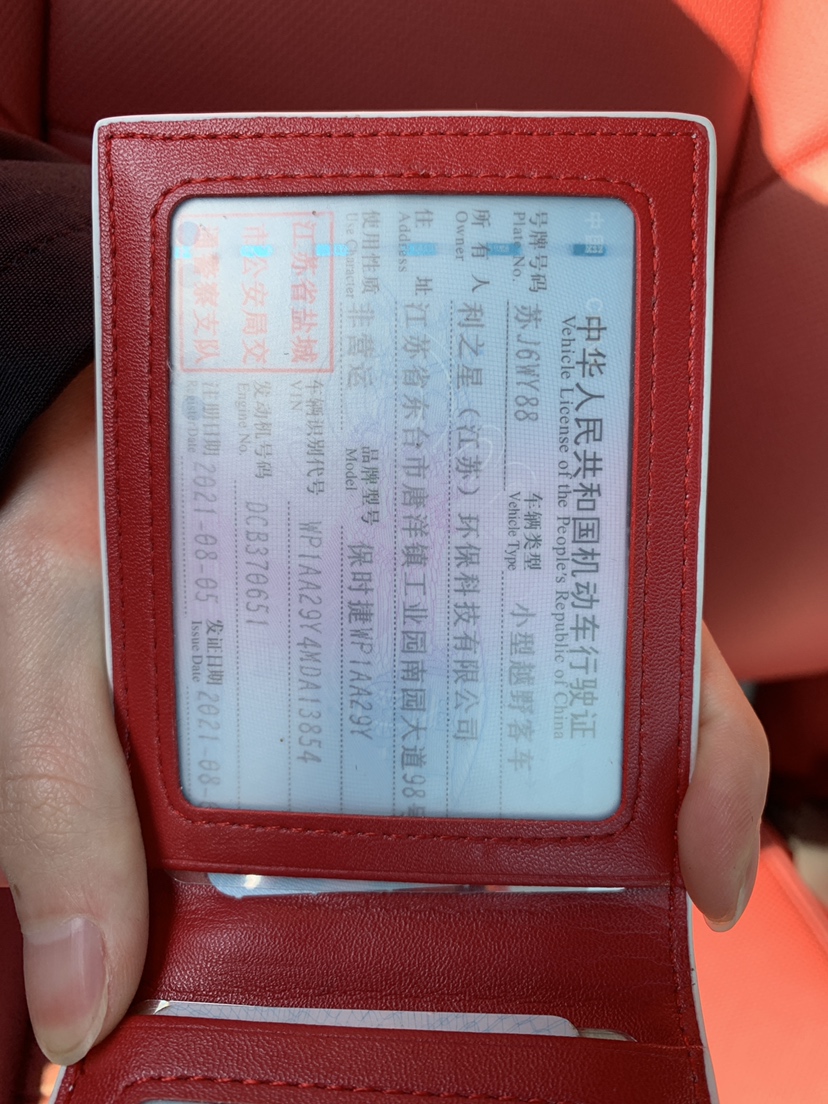 中华人民共和国机动车行驶证
Vehicle License of the People's Republic of China
号牌号码 苏J6WY88 车辆类型 小型越野客车
Plate No. Vehicle Type
所有人 利之星（江苏）环保科技有限公司
Owner
住址 江苏省东台市唐洋镇工业园南园大道98号
Address
使用性质 非营运 品牌型号 保时捷WP1AA29Y
Use Character Model
江苏省盐城
市公安局交
通警察支队
车辆识别代号 WP1AA29Y4MDA13854
VIN
发动机号码 DCB370651
Engine No.
注册日期 2021-08-05 发证日期 2021-08-
Register Date Issue Date